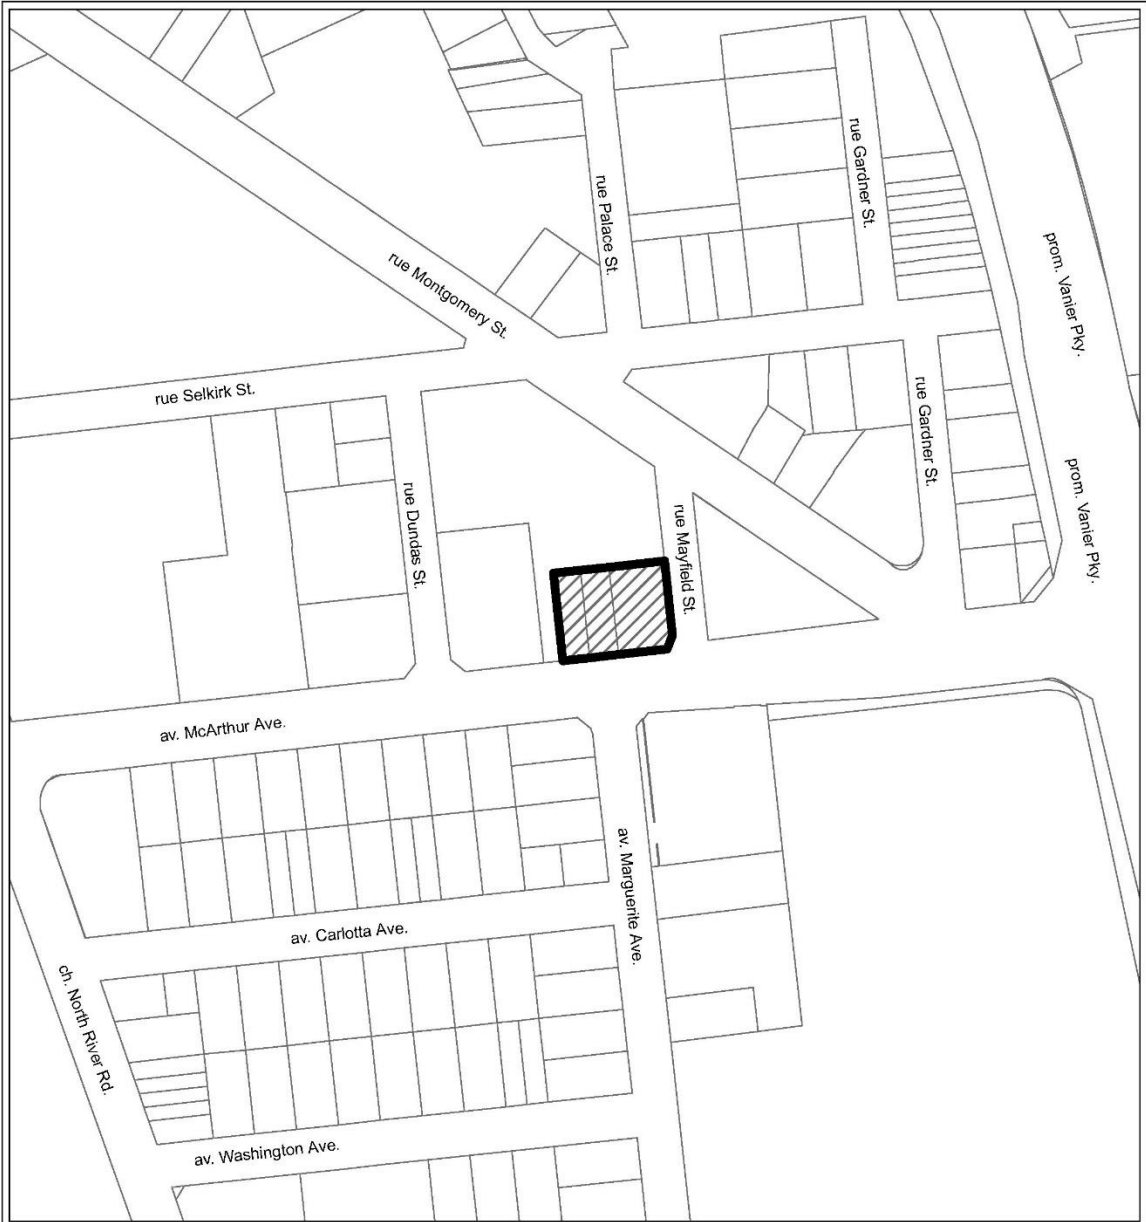 rue Gardner St.
rue Palace St.
prom. Vanier Pky.
rue Montgomery St.
rue Selkirk St.
rue Gardner St.
prom. Vanier Pky.
rue Dundas St.
rue Mayfield St.
av. McArthur Ave.
av. Marguerite Ave.
av. Carlotta Ave.
ch. North River Rd.
av. Washington Ave.